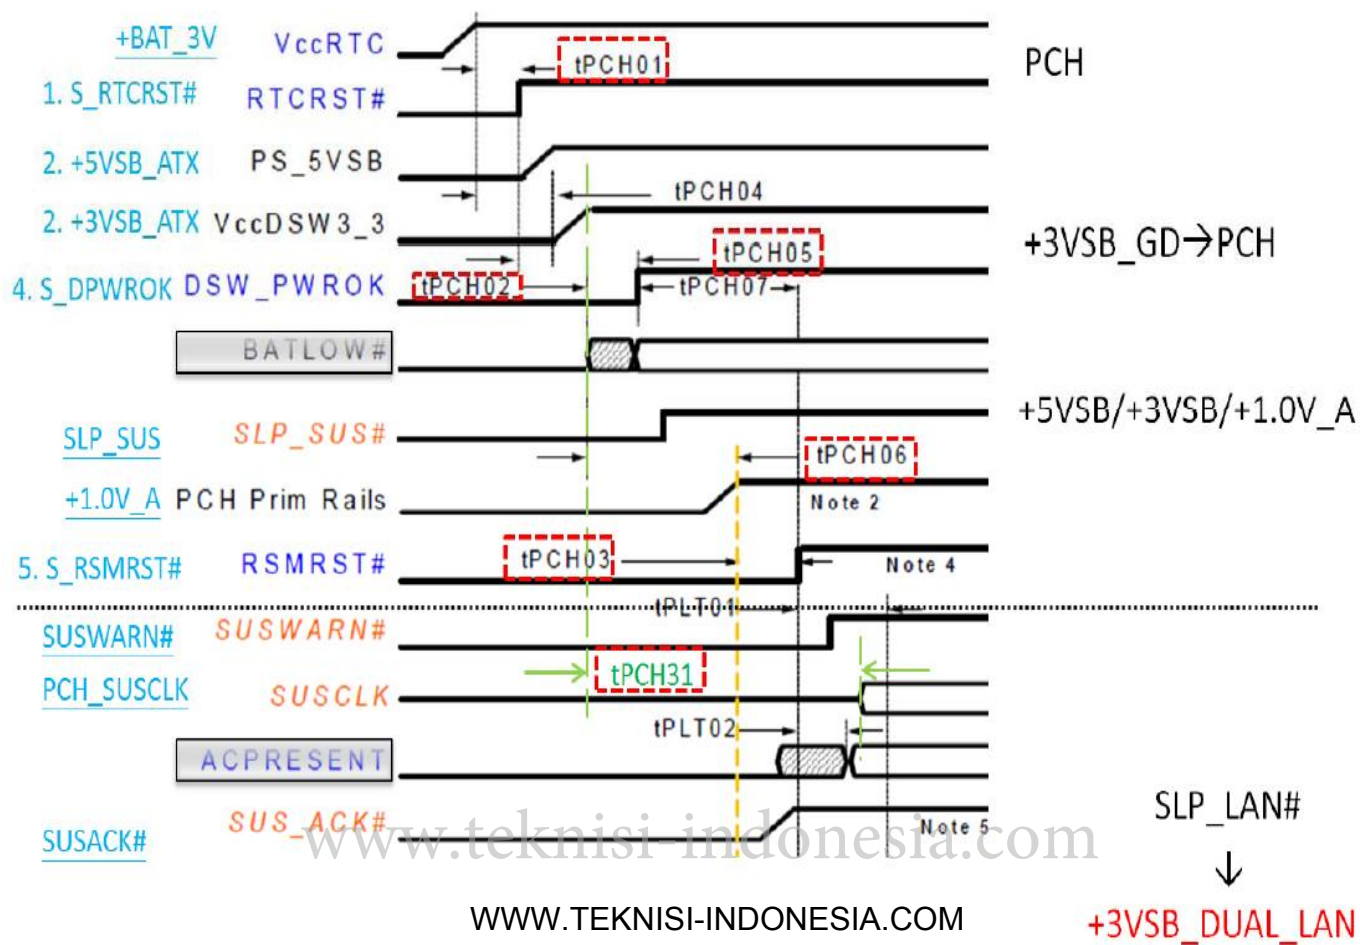 +BAT_3V VccRTC
tPCH01 PCH
1. S_RTCRST# RTCRST#
2. +5VSB_ATX PS_5VSB
tPCH04
2. +3VSB_ATX VccDSW3_3
tPCH05 +3VSB_GD→PCH
4. S_DPWROK DSW_PWROK tPCH02 tPCH07
BATLOW#
+5VSB/+3VSB/+1.0V_A
SLP_SUS SLP_SUS#
tPCH06
+1.0V_A PCH Prim Rails Note 2
5. S_RSMRST# RSMRST# tPCH03 Note 4
tPLT01
SUSWARN# SUSWARN#
tPCH31
PCH_SUSCLK SUSCLK
tPLT02
ACPRESENT
SLP_LAN#
SUSACK# SUS_ACK# Note 5
www.teknisi-indonesia.com
↓
WWW.TEKNISI-INDONESIA.COM +3VSB_DUAL_LAN